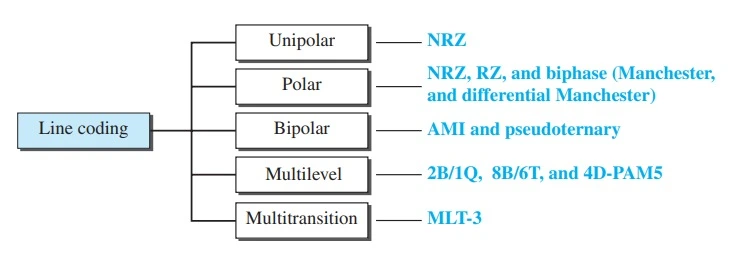 Line coding
Unipolar
NRZ
Polar
NRZ, RZ, and biphase (Manchester,
and differential Manchester)
Bipolar
AMI and pseudoternary
Multilevel
2B/1Q, 8B/6T, and 4D-PAM5
Multitransition
MLT-3